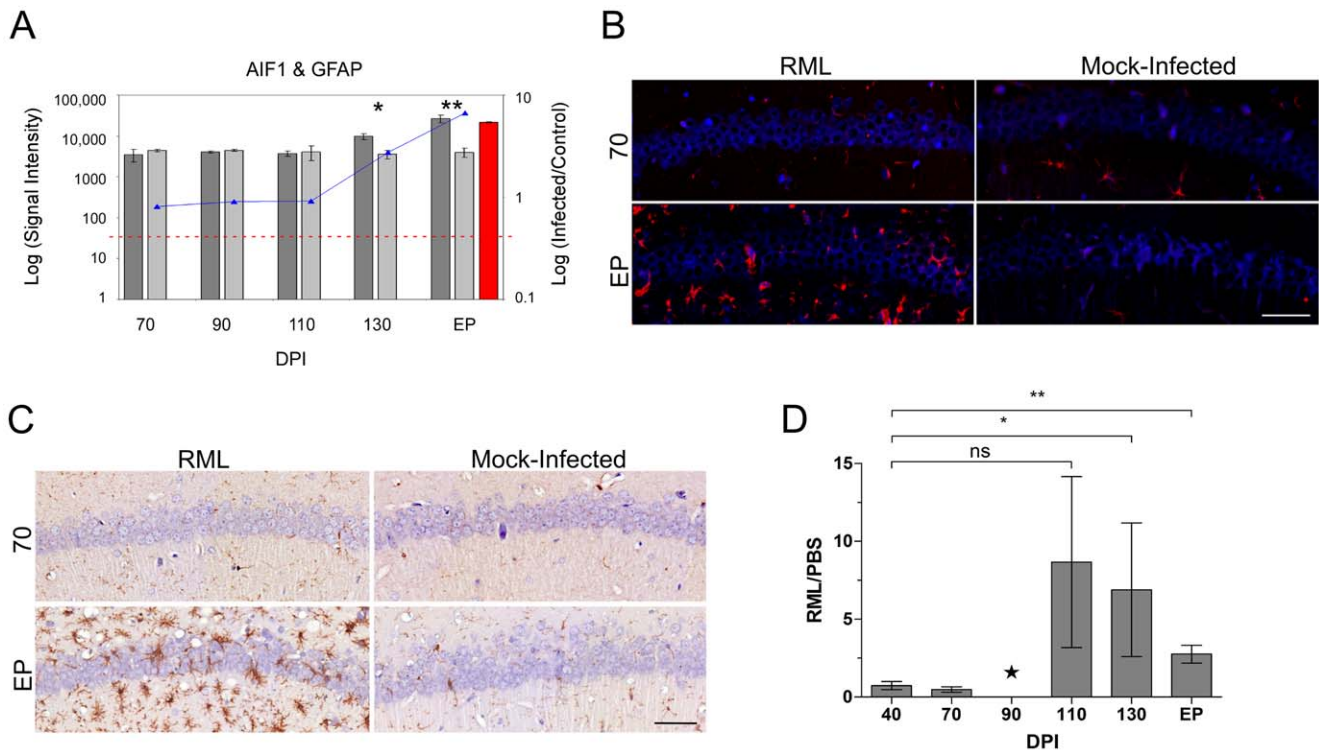 A
AIF1 & GFAP
Log (Signal Intensity)
100,000
10,000
1000
100
10
1
*
**
10
1
0.1
Log (Infected/Control)
70 90 110 130 EP
DPI
B
RML Mock-Infected
70
EP
C
RML Mock-Infected
70
EP
D
**
*
ns
RML/PBS
15
10
5
0
★
40 70 90 110 130 EP
DPI